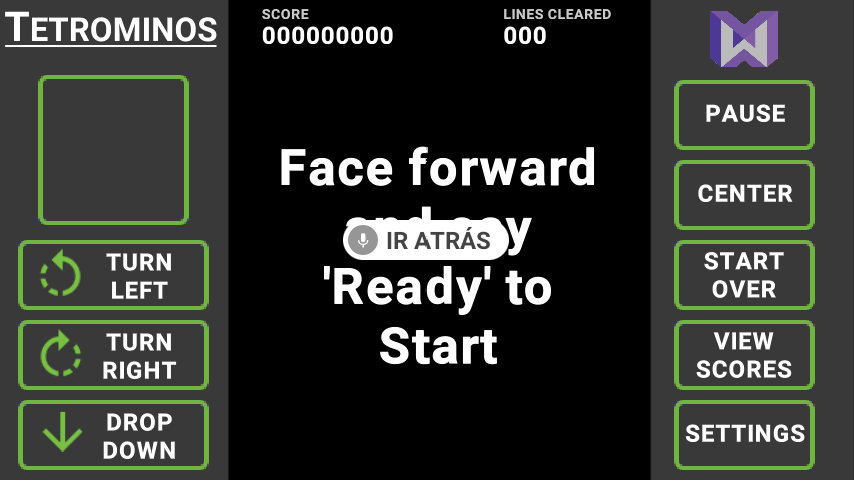 TETROMINOS
TURN
LEFT
TURN
RIGHT
DROP
DOWN
SCORE
000000000
LINES CLEARED
000
Face forward
IR ATRÁS
'Ready' to
Start
PAUSE
CENTER
START
OVER
VIEW
SCORES
SETTINGS